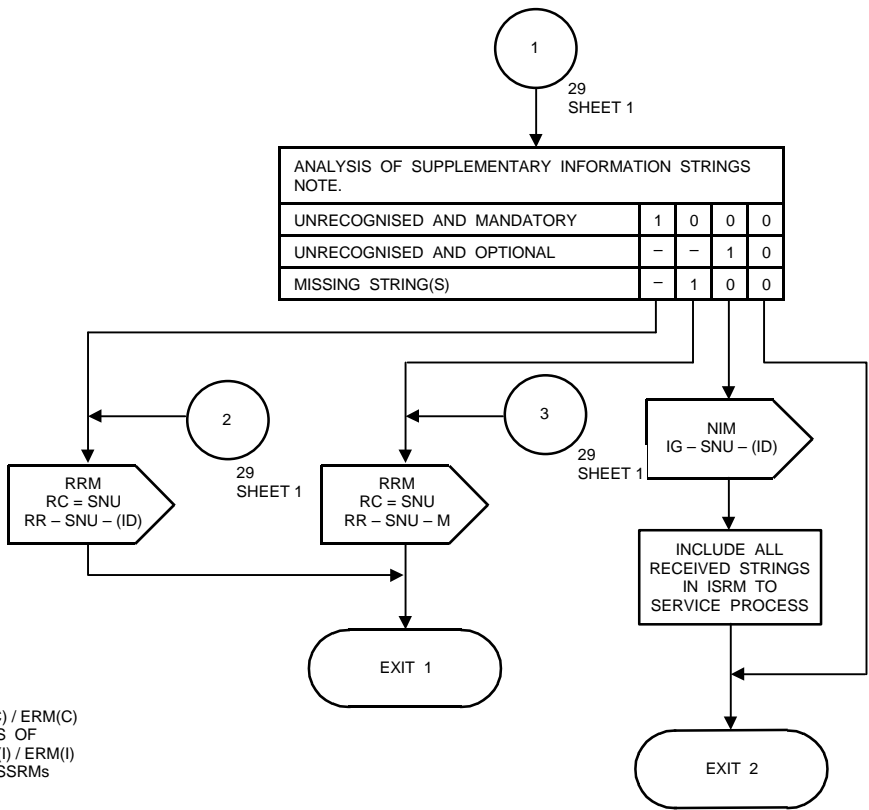 1
29
SHEET 1
ANALYSIS OF SUPPLEMENTARY INFORMATION STRINGS
NOTE.
UNRECOGNISED AND MANDATORY 1 0 0 0
UNRECOGNISED AND OPTIONAL – – 1 0
MISSING STRING(S) – 1 0 0
2
29
SHEET 1
3
29
SHEET 1
RRM
RC = SNU
RR – SNU – (ID)
RRM
RC = SNU
RR – SNU – M
NIM
IG – SNU – (ID)
INCLUDE ALL
RECEIVED STRINGS
IN ISRM TO
SERVICE PROCESS
EXIT 1
) / ERM(C)
OF
(I) / ERM(I)
SSRMs
EXIT 2